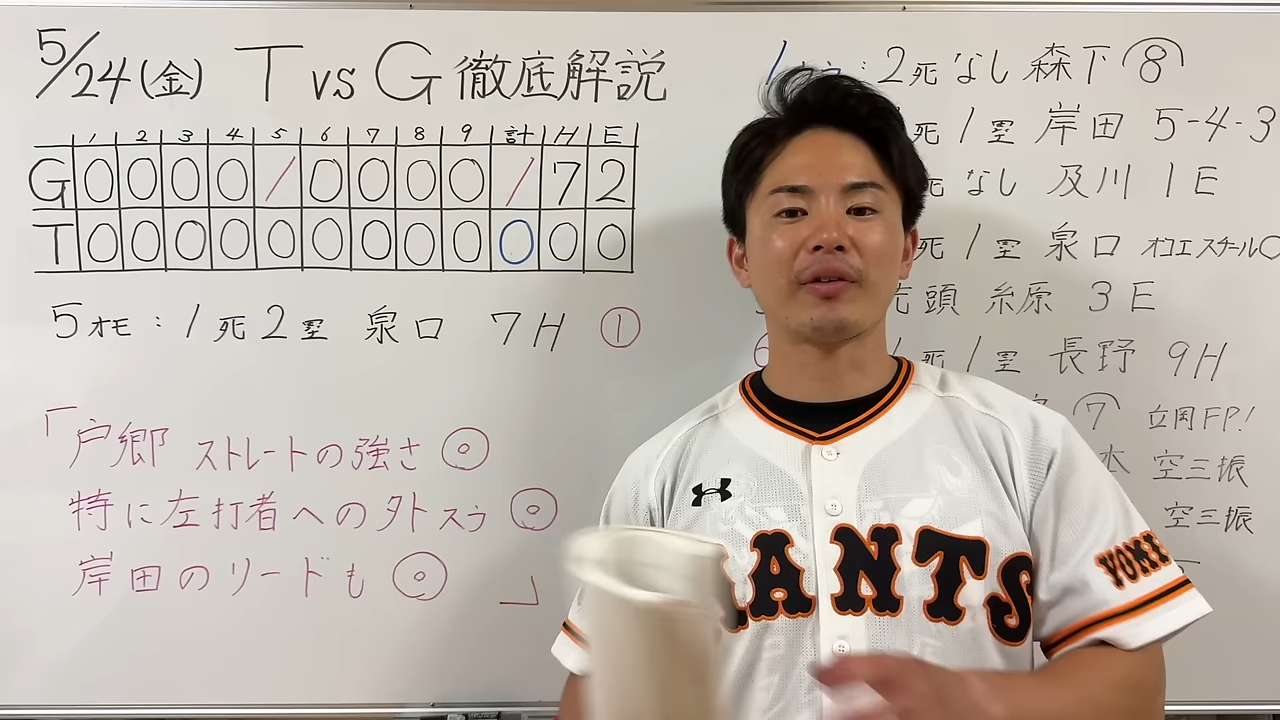 5/24(金) T vs G 徹底解説
1 2 3 4 5 6 7 8 9 計 H E
G 0 0 0 0 1 0 0 0 0 1 7 2
T 0 0 0 0 0 0 0 0 0 0 0 0
5オモ:1死2塁 泉口 7H ①
「戸郷 ストレートの強さ ◎
特に左打者への外スラ ◎
岸田のリードも ◎ 」
2死なし 森下 8
死1塁 岸田 5-4-3
死なし 及川 1E
死1塁 泉口 オコエスチール○
先頭 糸原 3E
死1塁 長野 9H
7 立岡FP!
空三振
空三振
GIANTS
YOMI